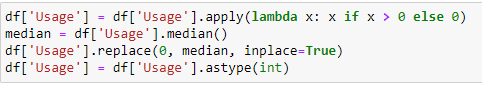 df['Usage'] = df['Usage'].apply(lambda x: x if x > 0 else 0)
median = df['Usage'].median()
df['Usage'].replace(0, median, inplace=True)
df['Usage'] = df['Usage'].astype(int)